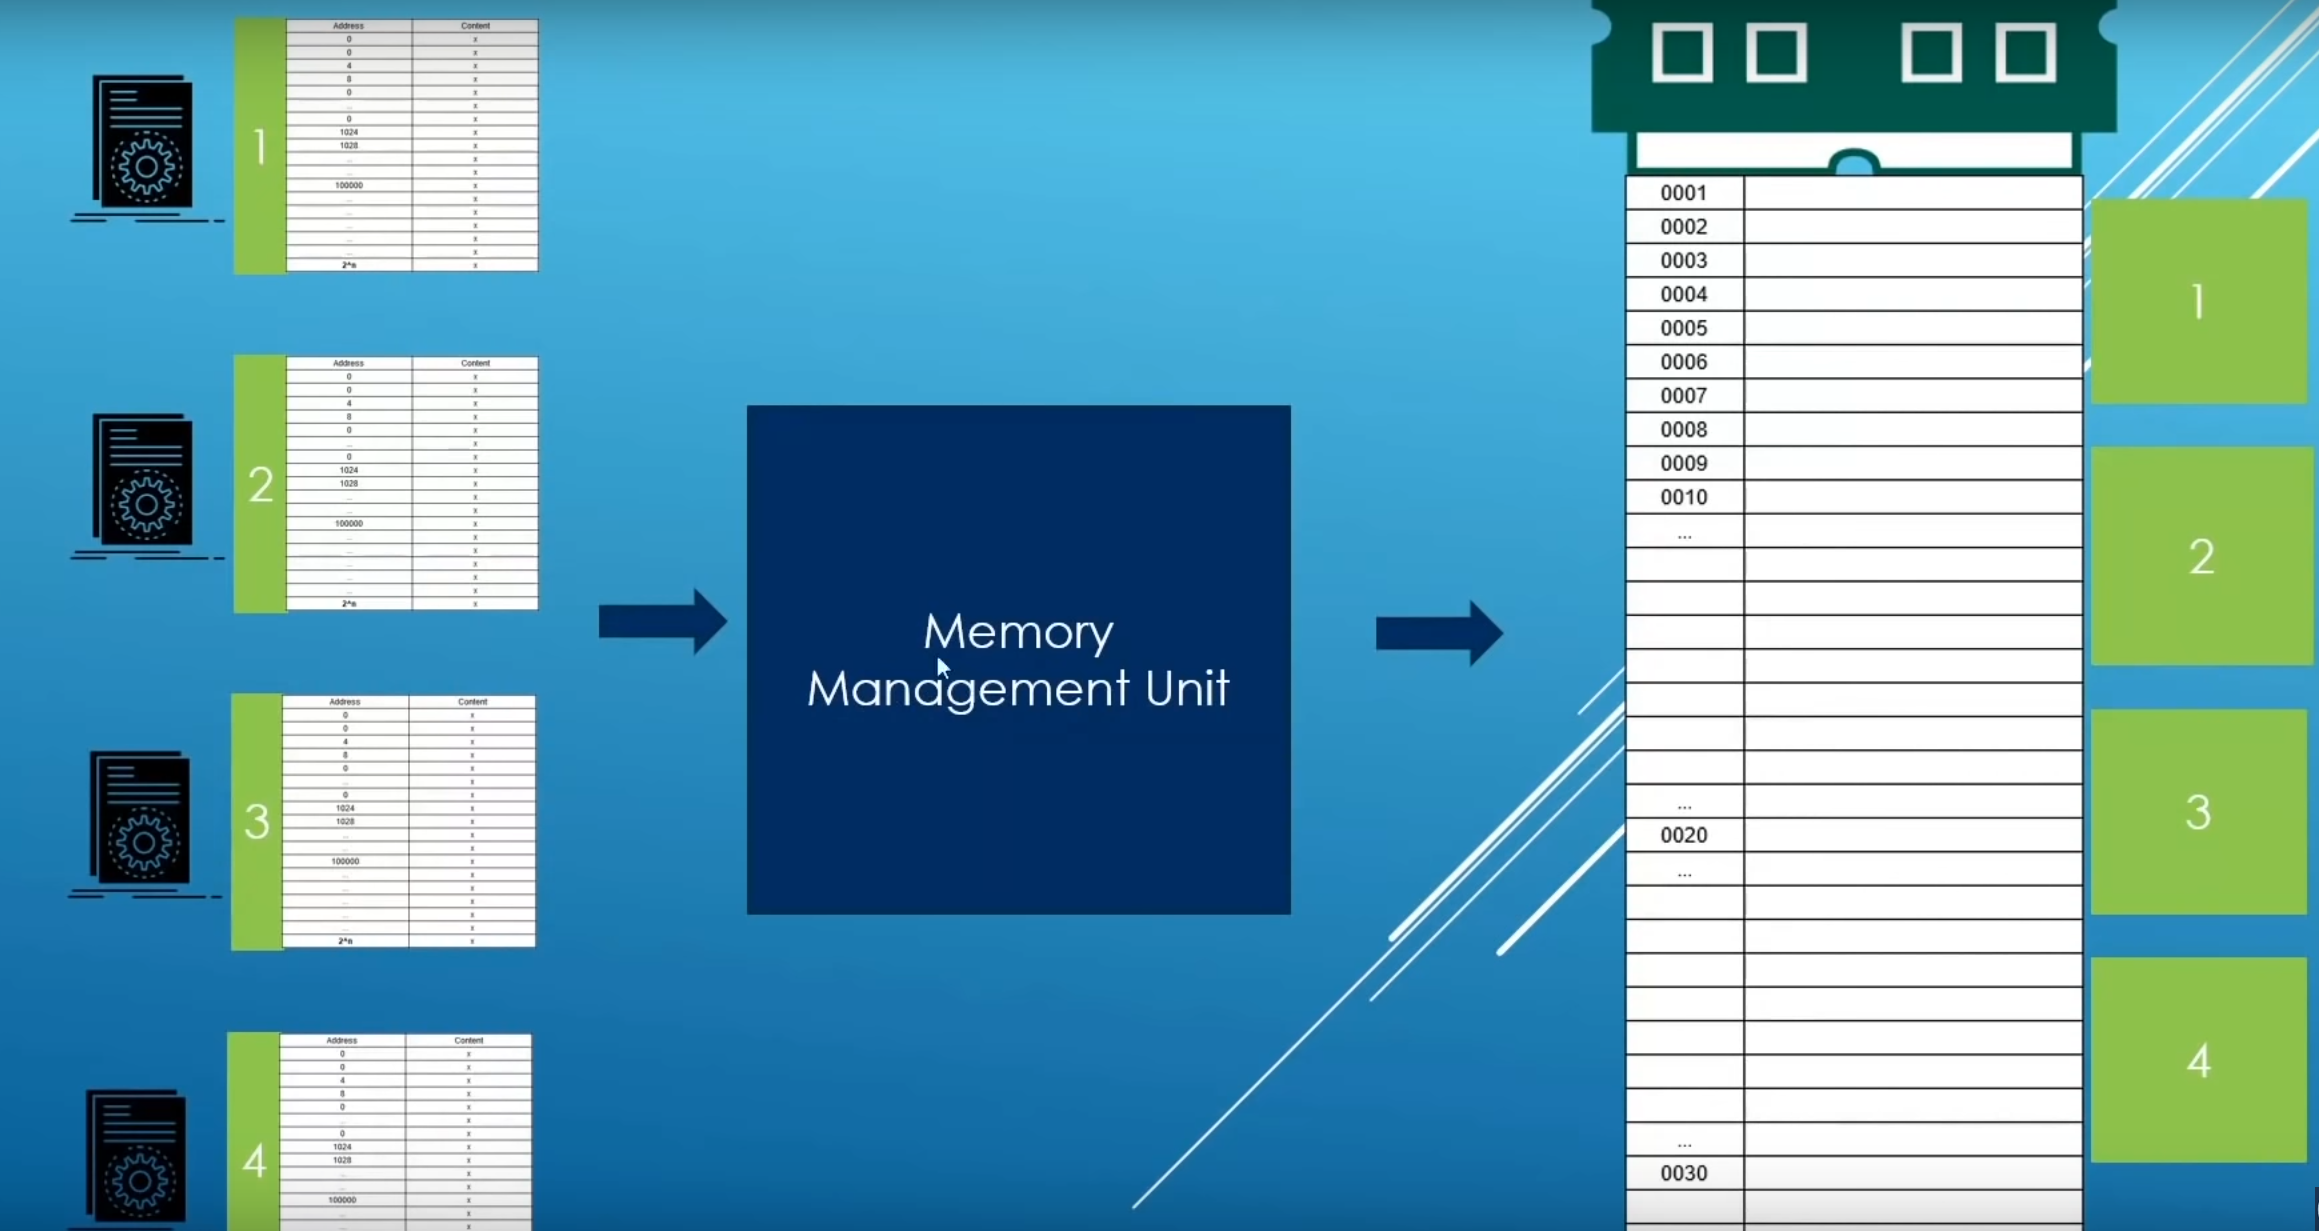 1
Address Content
0 x
0 x
4 x
8 x
0 x
... x
0 x
1024 x
1028 x
... x
... x
100000 x
... x
... x
... x
... x
... x
2^n x
2
Address Content
0 x
0 x
4 x
8 x
0 x
... x
0 x
1024 x
1028 x
... x
... x
100000 x
... x
... x
... x
... x
... x
2^n x
3
Address Content
0 x
0 x
4 x
8 x
0 x
... x
0 x
1024 x
1028 x
... x
... x
100000 x
... x
... x
... x
... x
... x
2^n x
4
Address Content
0 x
0 x
4 x
8 x
0 x
... x
0 x
1024 x
1028 x
... x
... x
100000 x
... x
... x
Memory
Management Unit
0001
0002
0003
0004
0005
0006
0007
0008
0009
0010
...
...
0020
...
...
0030
1
2
3
4